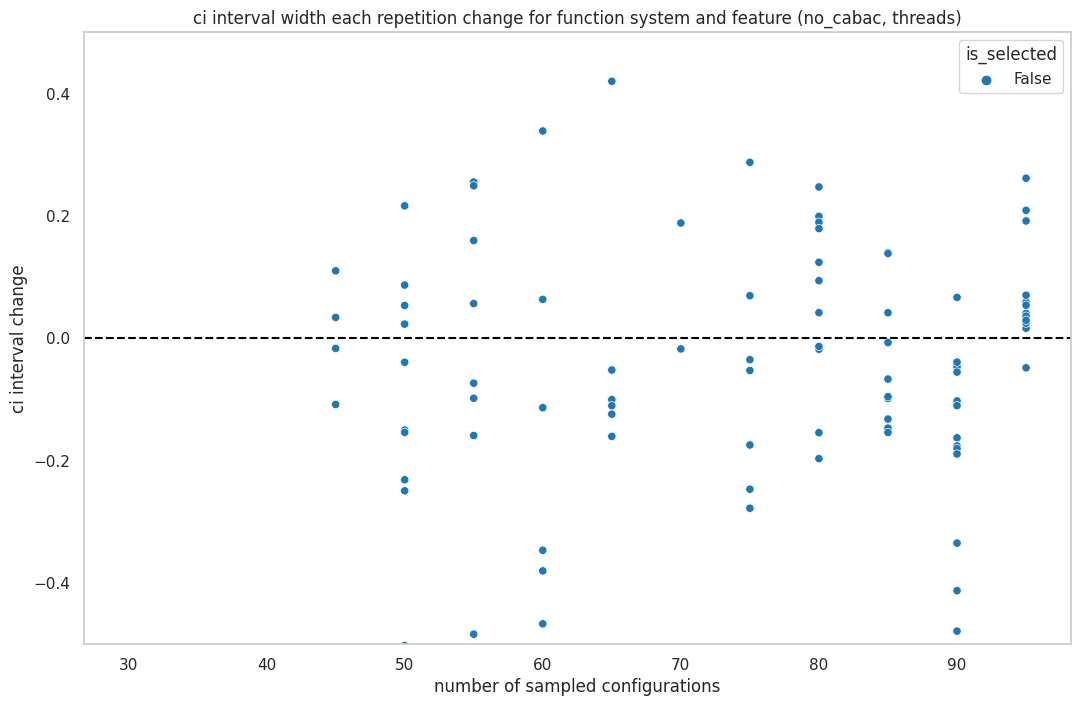 ci interval width each repetition change for function system and feature (no_cabac, threads)
is_selected
False
ci interval change
0.4
0.2
0.0
−0.2
−0.4
30 40 50 60 70 80 90
number of sampled configurations